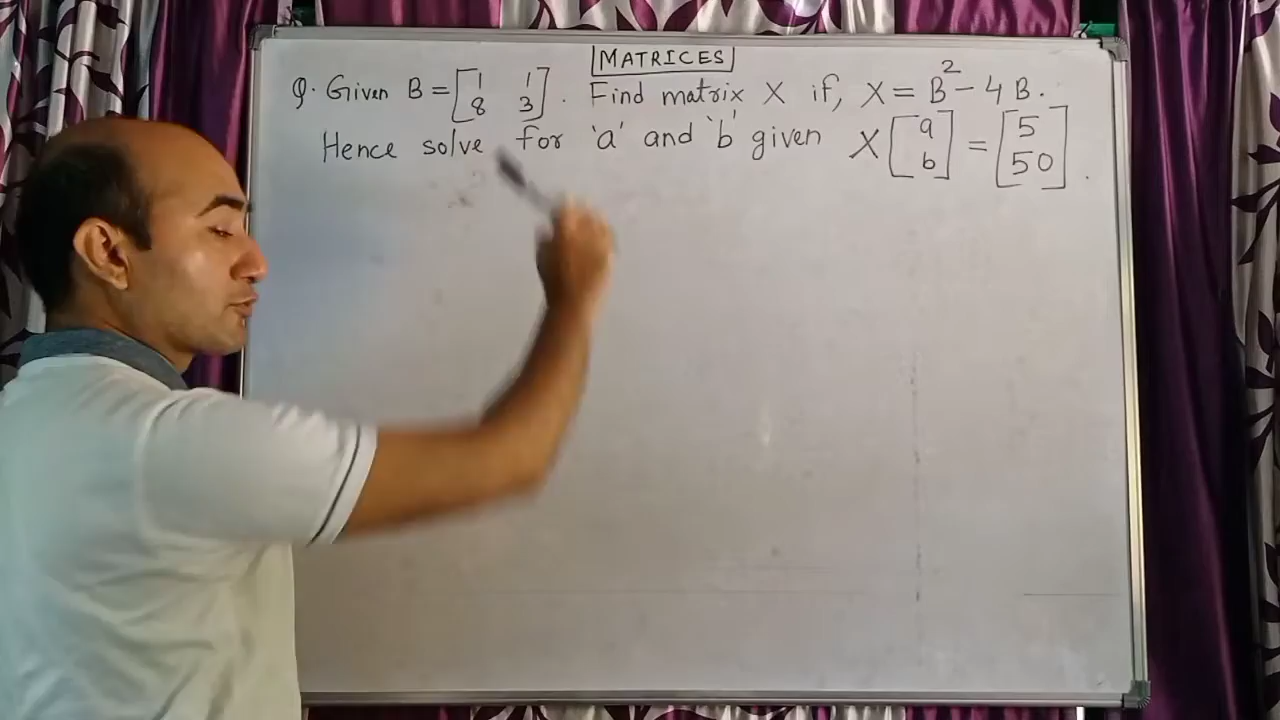 MATRICES
Q. Given B = [1 1
8 3]. Find matrix X if, X = B² - 4B.
Hence solve for 'a' and 'b' given X [a
b] = [5
50].